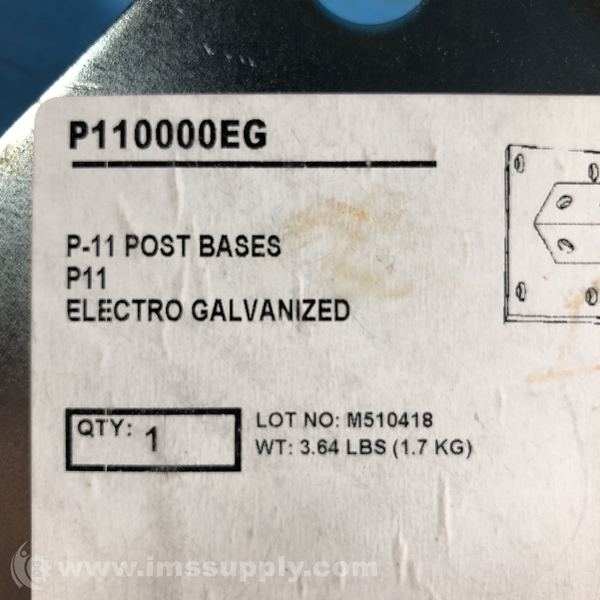 P110000EG
P-11 POST BASES
P11
ELECTRO GALVANIZED
QTY: 1
LOT NO: M510418
WT: 3.64 LBS (1.7 KG)
www.imssupply.com